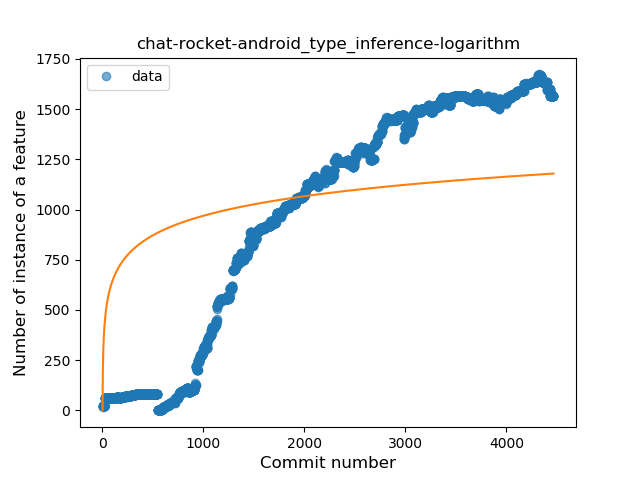 chat-rocket-android_type_inference-logarithm
data
Number of instance of a feature
1750
1500
1250
1000
750
500
250
0
0 1000 2000 3000 4000
Commit number